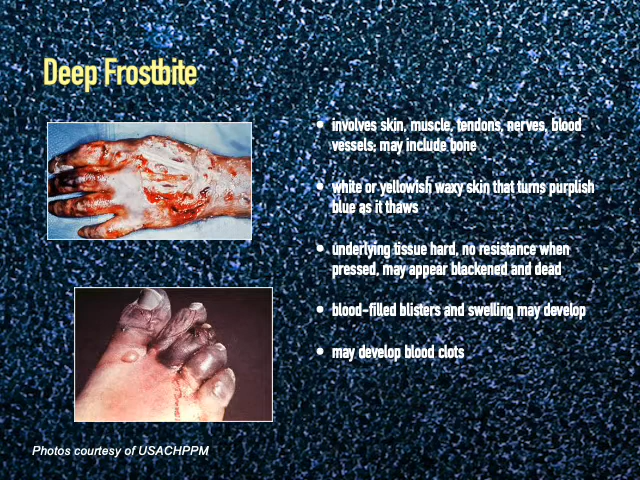 Deep Frostbite
• involves skin, muscle, tendons, nerves, blood
vessels; may include bone
• white or yellowish waxy skin that turns purplish
blue as it thaws
• underlying tissue hard, no resistance when
pressed, may appear blackened and dead
• blood-filled blisters and swelling may develop
• may develop blood clots
Photos courtesy of USACHPPM